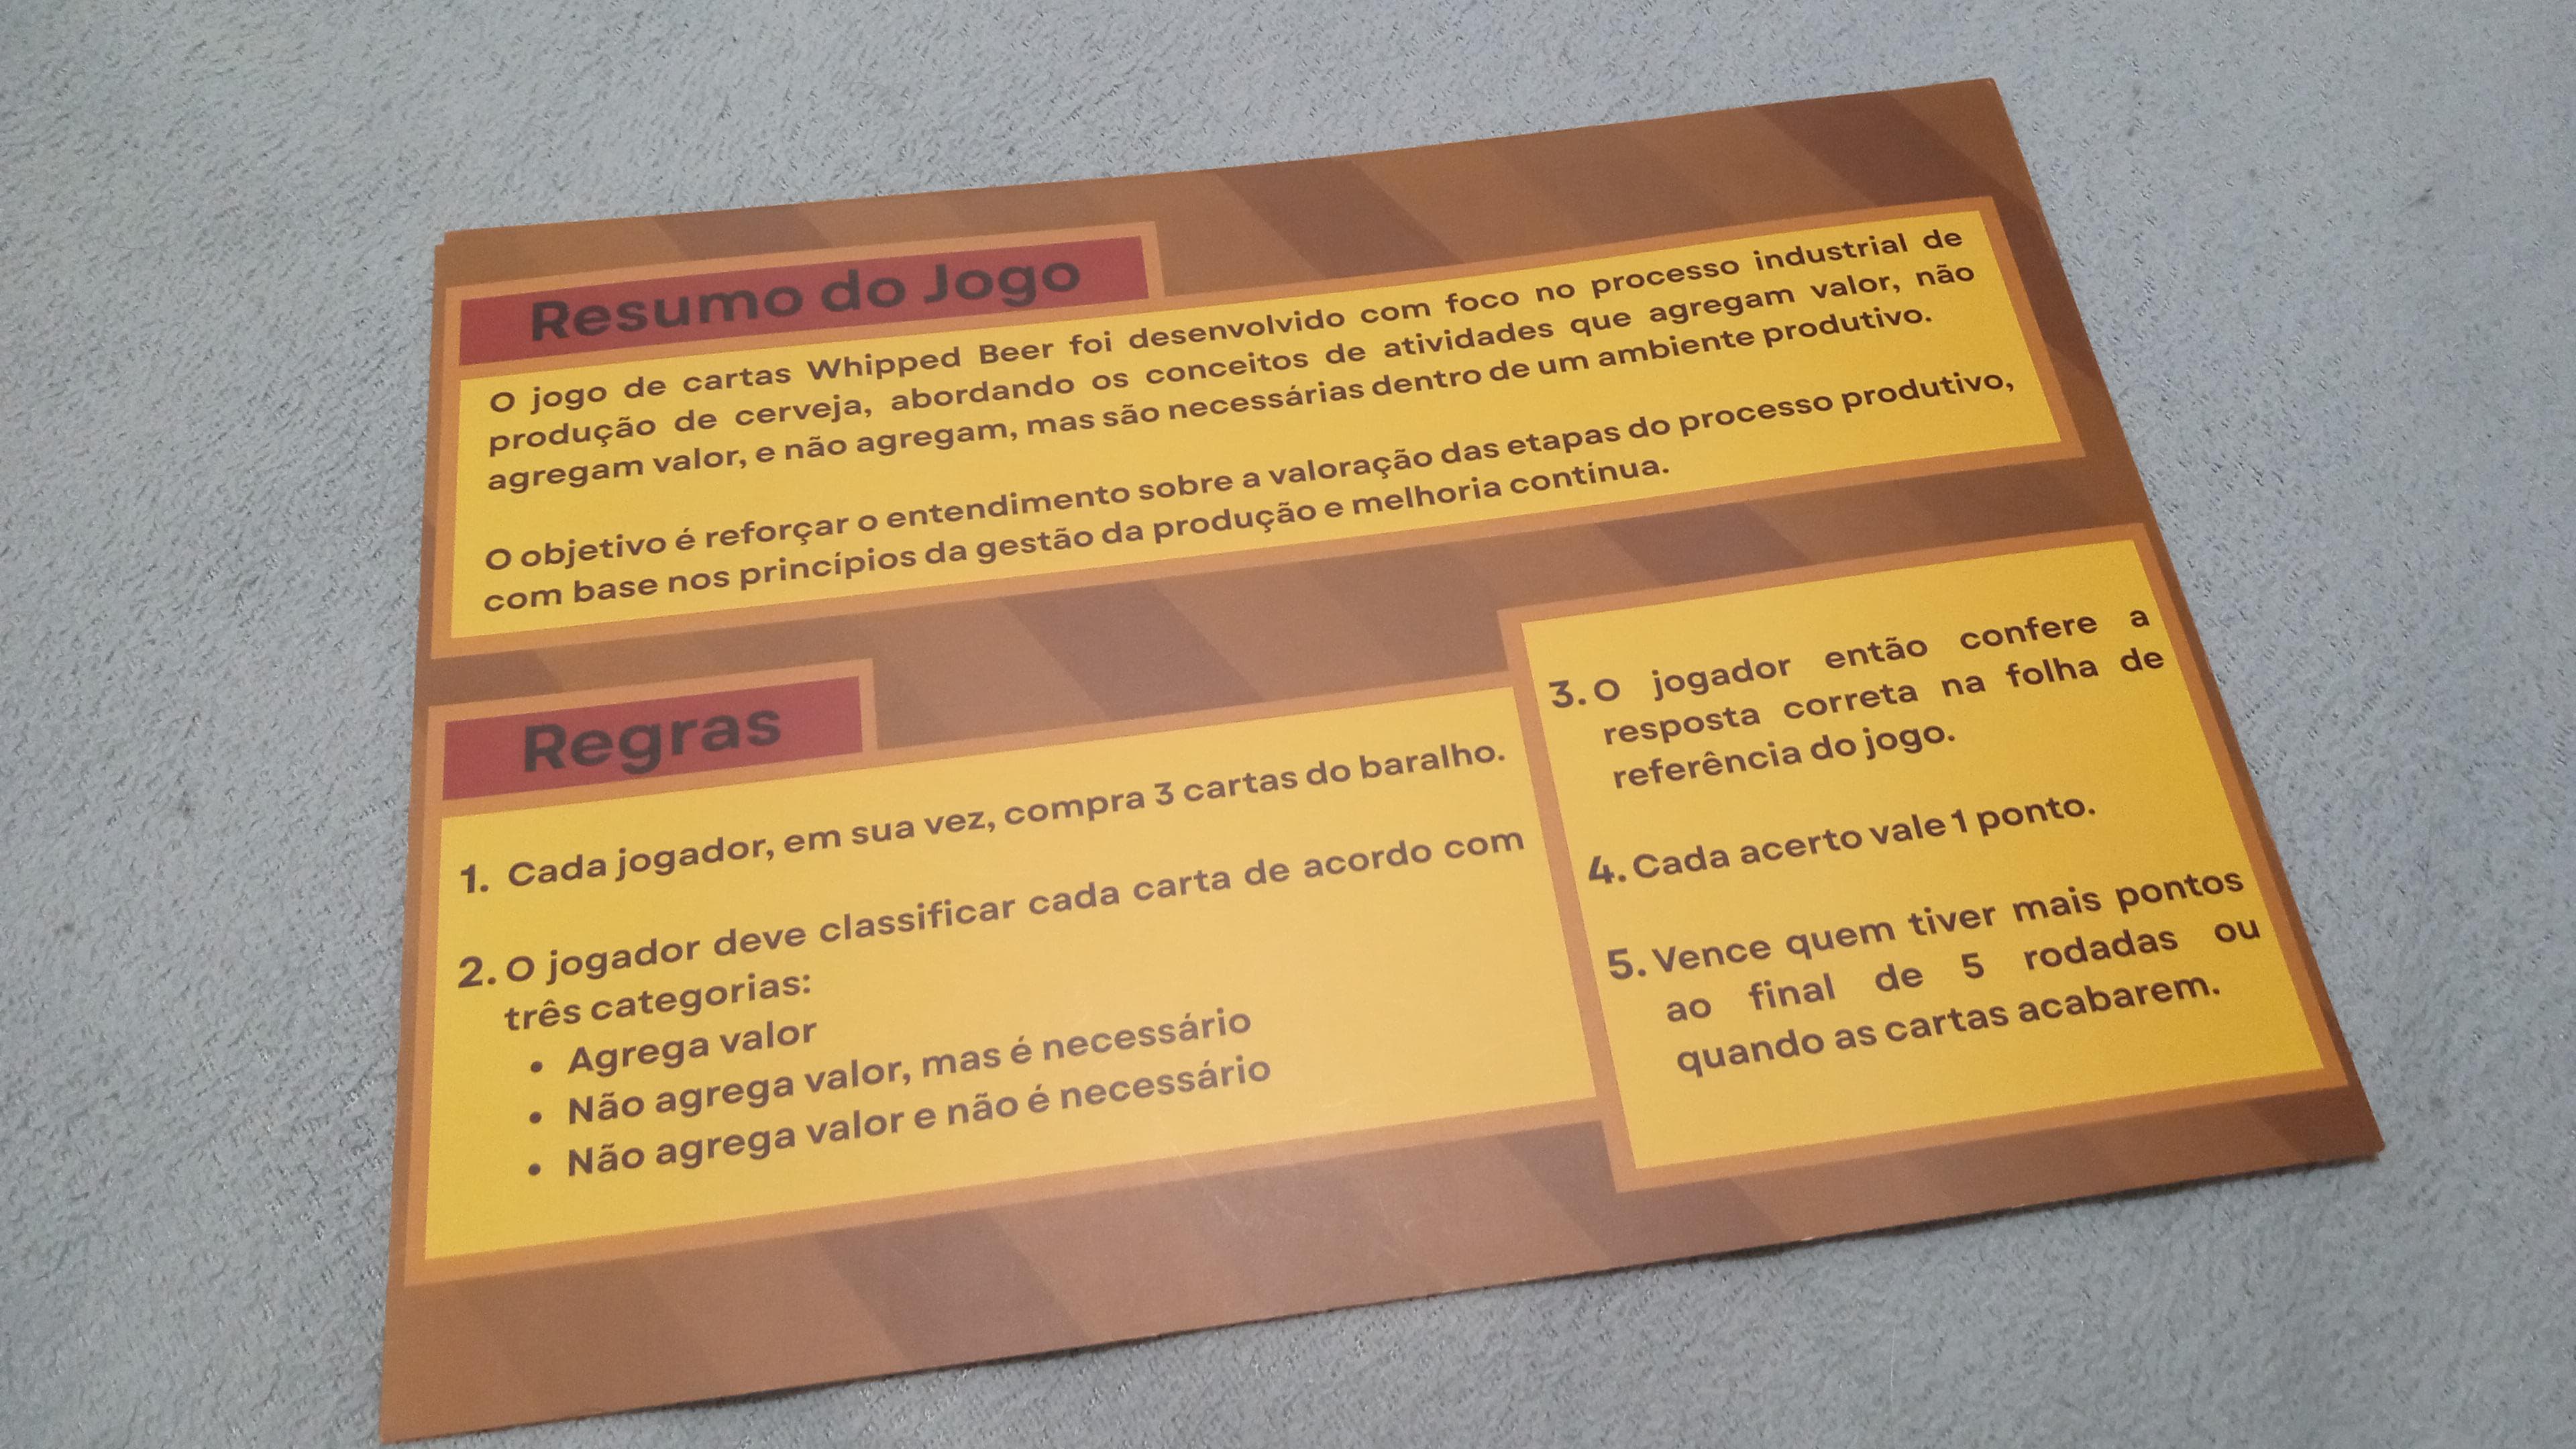 Resumo do Jogo
O jogo de cartas Whipped Beer foi desenvolvido com foco no processo industrial de
produção de cerveja, abordando os conceitos de atividades que agregam valor, não
agregam valor, e não agregam, mas são necessárias dentro de um ambiente produtivo.
O objetivo é reforçar o entendimento sobre a valoração das etapas do processo produtivo,
com base nos princípios da gestão da produção e melhoria contínua.
Regras
1. Cada jogador, em sua vez, compra 3 cartas do baralho.
2. O jogador deve classificar cada carta de acordo com
três categorias:
• Agrega valor
• Não agrega valor, mas é necessário
• Não agrega valor e não é necessário
3. O jogador então confere a
resposta correta na folha de
referência do jogo.
4. Cada acerto vale 1 ponto.
5. Vence quem tiver mais pontos
ao final de 5 rodadas ou
quando as cartas acabarem.